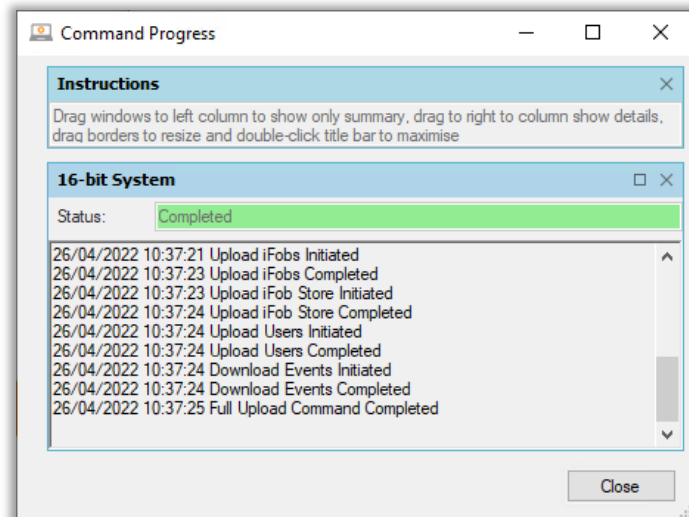 Command Progress
Instructions
Drag windows to left column to show only summary, drag to right to column show details,
drag borders to resize and double-click title bar to maximise
16-bit System
Status: Completed
26/04/2022 10:37:21 Upload iFobs Initiated
26/04/2022 10:37:23 Upload iFobs Completed
26/04/2022 10:37:23 Upload iFob Store Initiated
26/04/2022 10:37:24 Upload iFob Store Completed
26/04/2022 10:37:24 Upload Users Initiated
26/04/2022 10:37:24 Upload Users Completed
26/04/2022 10:37:24 Download Events Initiated
26/04/2022 10:37:24 Download Events Completed
26/04/2022 10:37:25 Full Upload Command Completed
Close